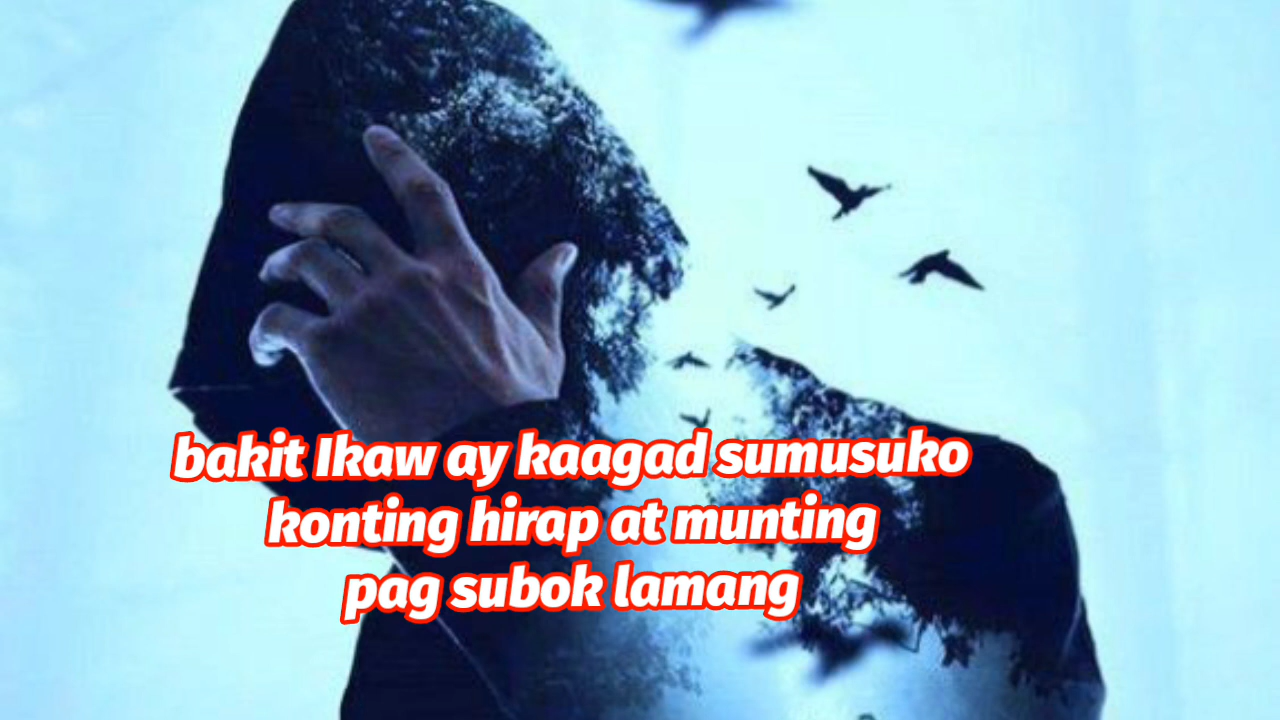 bakit Ikaw ay kaagad sumusuko
konting hirap at munting
pag subok lamang